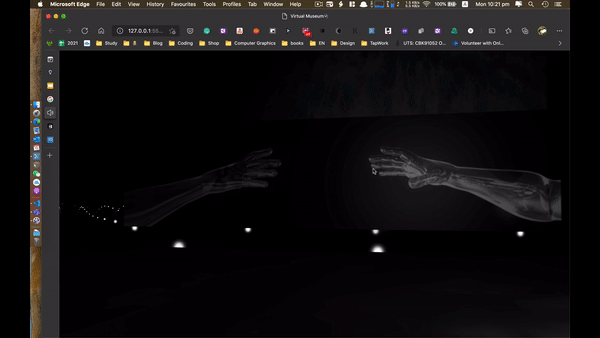 Microsoft Edge File Edit View History Favourites Tools Profiles Tab Window Help 100% Mon 10:21 pm
Virtual Museum
127.0.0.1:55
2021 Study B Blog Coding Shop Computer Graphics books EN Design TapWork UTS: CBK91052 O... Volunteer with Onl...